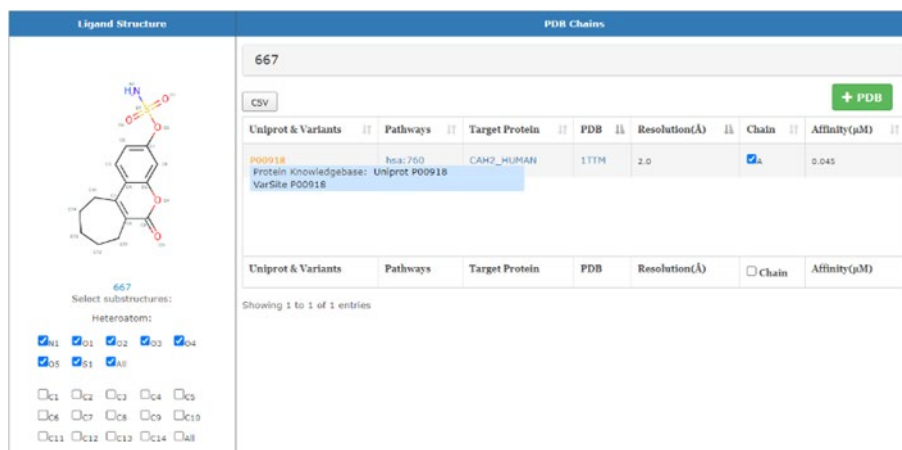 Ligand Structure
PDB Chains
667
CSV
+ PDB
Uniprot & Variants Pathways Target Protein PDB Resolution(Å) Chain Affinity(μM)
P00918 hsa:760 CAH2_HUMAN 1TTM 2.0 A 0.045
Protein Knowledgebase: Uniprot P00918
VarSite P00918
Uniprot & Variants Pathways Target Protein PDB Resolution(Å) Chain Affinity(μM)
Showing 1 to 1 of 1 entries
H₂N
S
O
O
O
O
O
667
Select substructures:
Heteroatom:
N1 O1 O2 O3 O4
O5 S1 All
C1 C2 C3 C4 C5
C6 C7 C8 C9 C10
C11 C12 C13 C14 All